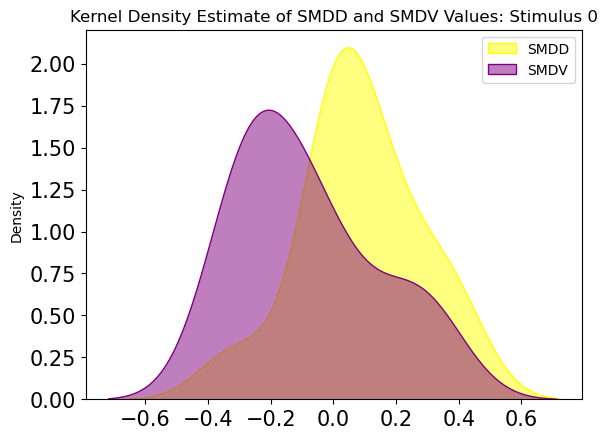 Kernel Density Estimate of SMDD and SMDV Values: Stimulus 0
SMDD
SMDV
Density
2.00
1.75
1.50
1.25
1.00
0.75
0.50
0.25
0.00
−0.6 −0.4 −0.2 0.0 0.2 0.4 0.6